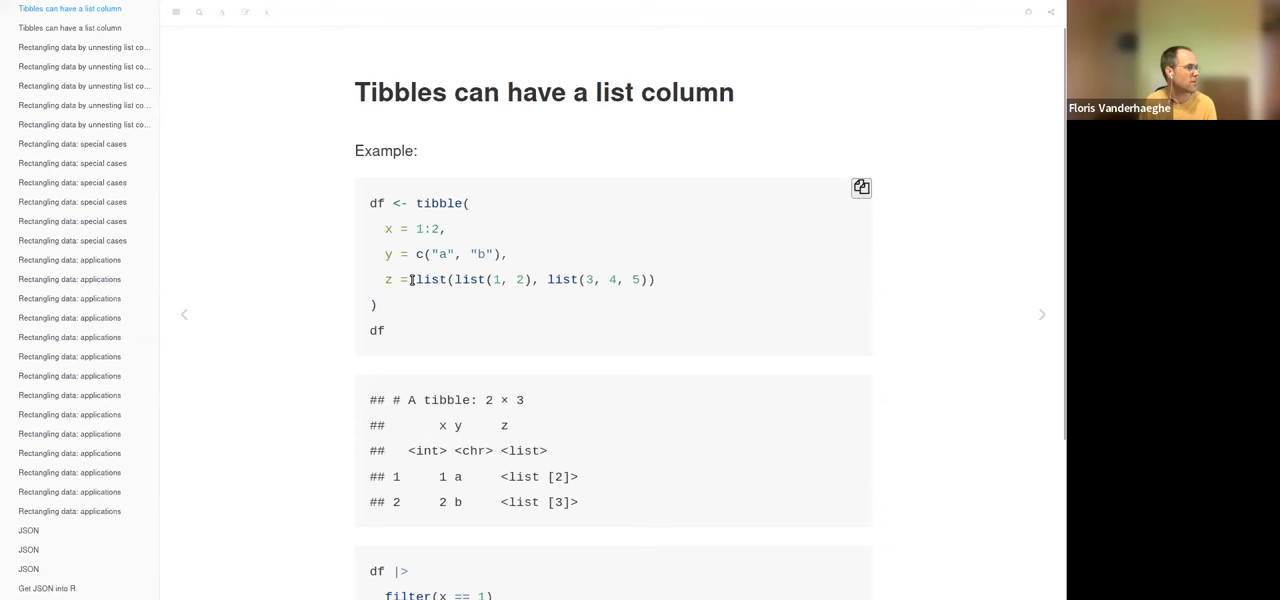 Tibbles can have a list column
Tibbles can have a list column
Rectangling data by unnesting list co...
Rectangling data by unnesting list co...
Rectangling data by unnesting list co...
Rectangling data by unnesting list co...
Rectangling data by unnesting list co...
Rectangling data: special cases
Rectangling data: special cases
Rectangling data: special cases
Rectangling data: special cases
Rectangling data: special cases
Rectangling data: special cases
Rectangling data: applications
Rectangling data: applications
Rectangling data: applications
Rectangling data: applications
Rectangling data: applications
Rectangling data: applications
Rectangling data: applications
Rectangling data: applications
Rectangling data: applications
Rectangling data: applications
Rectangling data: applications
Rectangling data: applications
Rectangling data: applications
Rectangling data: applications
JSON
JSON
JSON
Get JSON into R
Tibbles can have a list column
Example:
df <- tibble(
  x = 1:2,
  y = c("a", "b"),
  z = list(list(1, 2), list(3, 4, 5))
)
df
## # A tibble: 2 × 3
##       x y     z
##   <int> <chr> <list>
## 1     1 a     <list [2]>
## 2     2 b     <list [3]>
df |>
  filter(x == 1)
Floris Vanderhaeghe